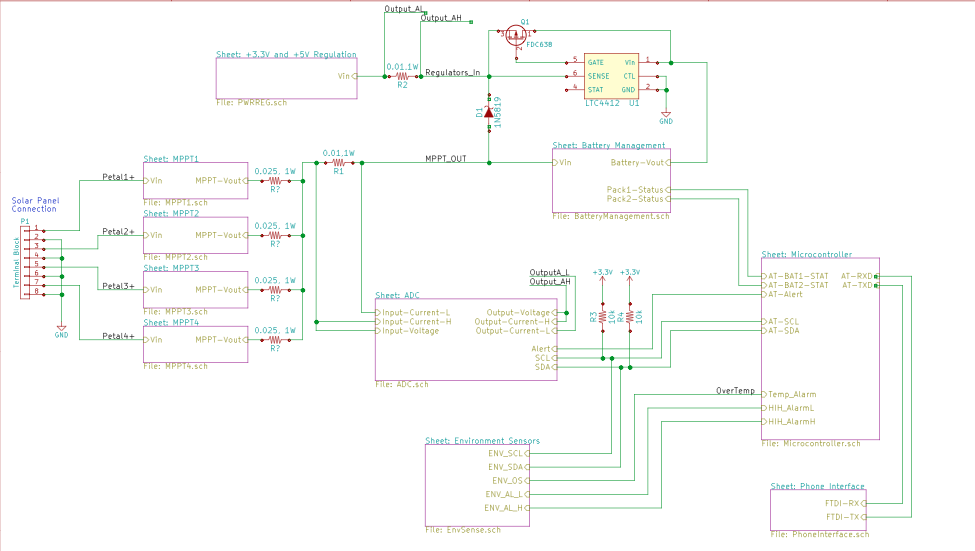 Output_AL
Output_AH
Q1
FDC638
Sheet: +3.3V and +5V Regulation
Vin
File: PWRREG.sch
0.01.1W
R2
Regulators_In
5 GATE Vin 1
6 SENSE CTL 3
4 STAT GND 2
LTC4412 U1
GND
D1
1N5819
Sheet: Battery Management
Vin
Battery-Vout
Pack1-Status
Pack2-Status
File: BatteryManagement.sch
0.01.1W
R1
MPPT_OUT
Sheet: MPPT1
Vin MPPT-Vout
File: MPPT1.sch
0.025. 1W
R?
Petal1+
Solar Panel
Connection
P1
Terminal Block
1
2
3
4
5
6
7
8
GND
Sheet: MPPT2
Petal2+
Vin MPPT-Vout
File: MPPT2.sch
0.025. 1W
R?
Sheet: MPPT3
Petal3+
Vin MPPT-Vout
File: MPPT3.sch
0.025. 1W
R?
Sheet: MPPT4
Petal4+
Vin MPPT-Vout
File: MPPT4.sch
0.025. 1W
R?
OutputA_L
Output_AH
Sheet: ADC
Input-Current-L
Input-Current-H
Input-Voltage
Output-Voltage
Output-Current-H
Output-Current-L
Alert
SCL
SDA
File: ADC.sch
+3.3V +3.3V
R3
10k
R4
10k
Sheet: Microcontroller
AT-BAT1-STAT AT-RXD
AT-BAT2-STAT AT-TXD
AT-Alert
AT-SCL
AT-SDA
OverTemp
Temp_Alarm
HIH_AlarmL
HIH_AlarmH
File: Microcontroller.sch
Sheet: Environment Sensors
ENV_SCL
ENV_SDA
ENV_OS
ENV_AL_L
ENV_AL_H
File: EnvSense.sch
Sheet: Phone Interface
FTDI-RX
FTDI-TX
File: PhoneInterface.sch